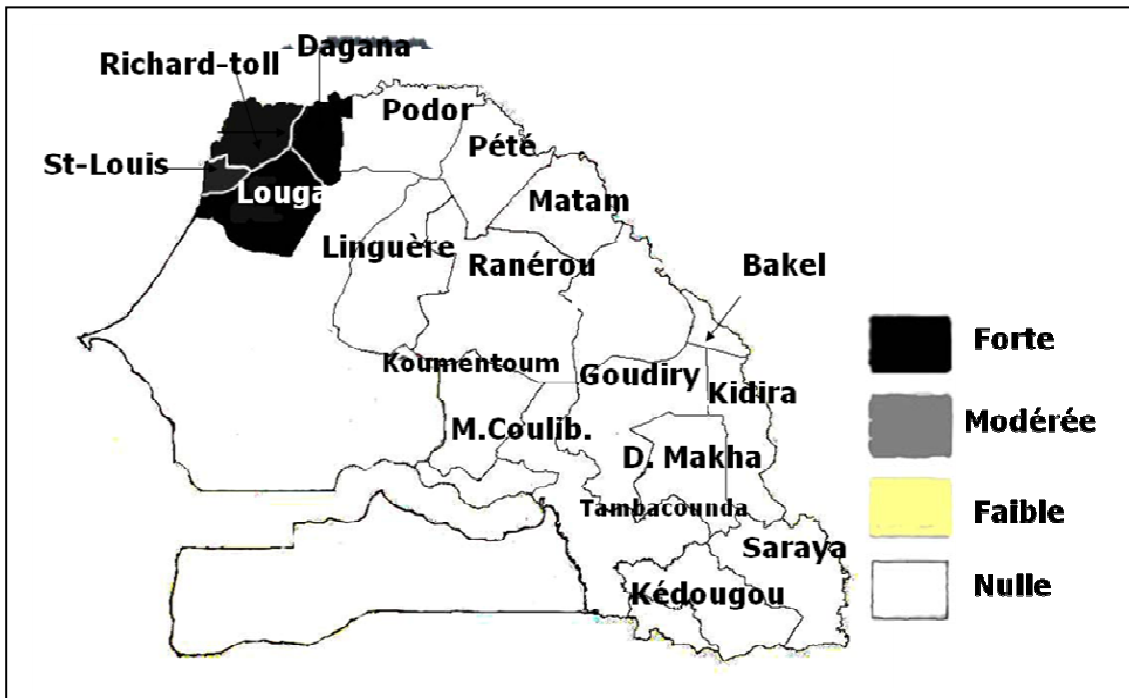 Dagana
Richard-toll
Podor
Pété
St-Louis
Louga
Matam
Linguère
Ranérou
Bakel
Koumentoum
Goudiry
Kidira
M.Coulib.
D. Makha
Tambacounda
Saraya
Kédougou
Forte
Modérée
Faible
Nulle